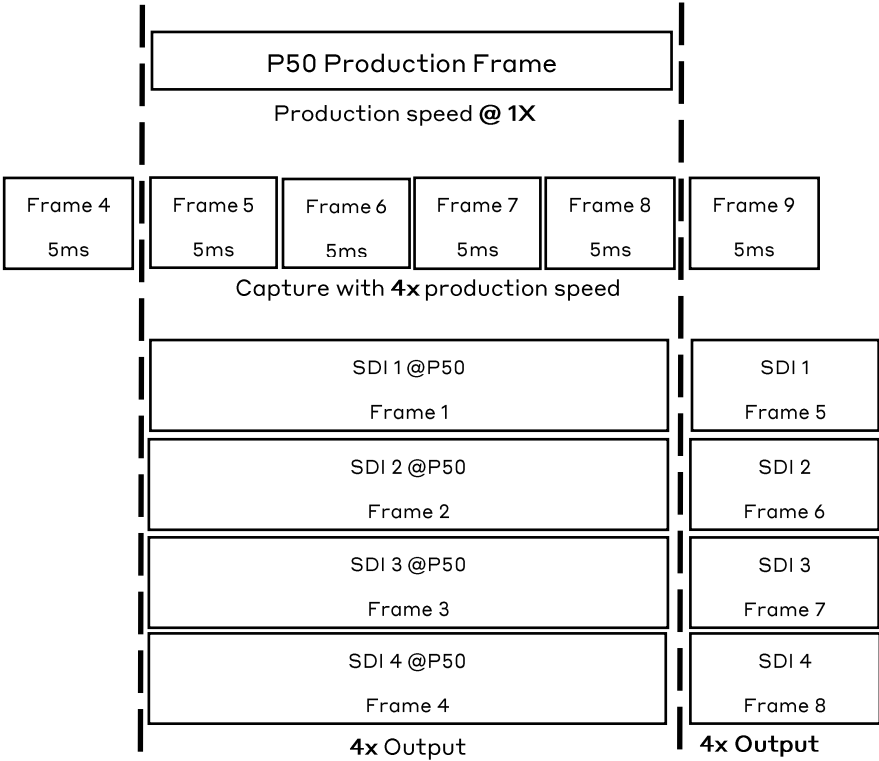 P50 Production Frame
Production speed @ 1X
Frame 4
5ms
Frame 5
5ms
Frame 6
5ms
Frame 7
5ms
Frame 8
5ms
Frame 9
5ms
Capture with 4x production speed
SDI 1 @P50
Frame 1
SDI 1
Frame 5
SDI 2 @P50
Frame 2
SDI 2
Frame 6
SDI 3 @P50
Frame 3
SDI 3
Frame 7
SDI 4 @P50
Frame 4
SDI 4
Frame 8
4x Output
4x Output